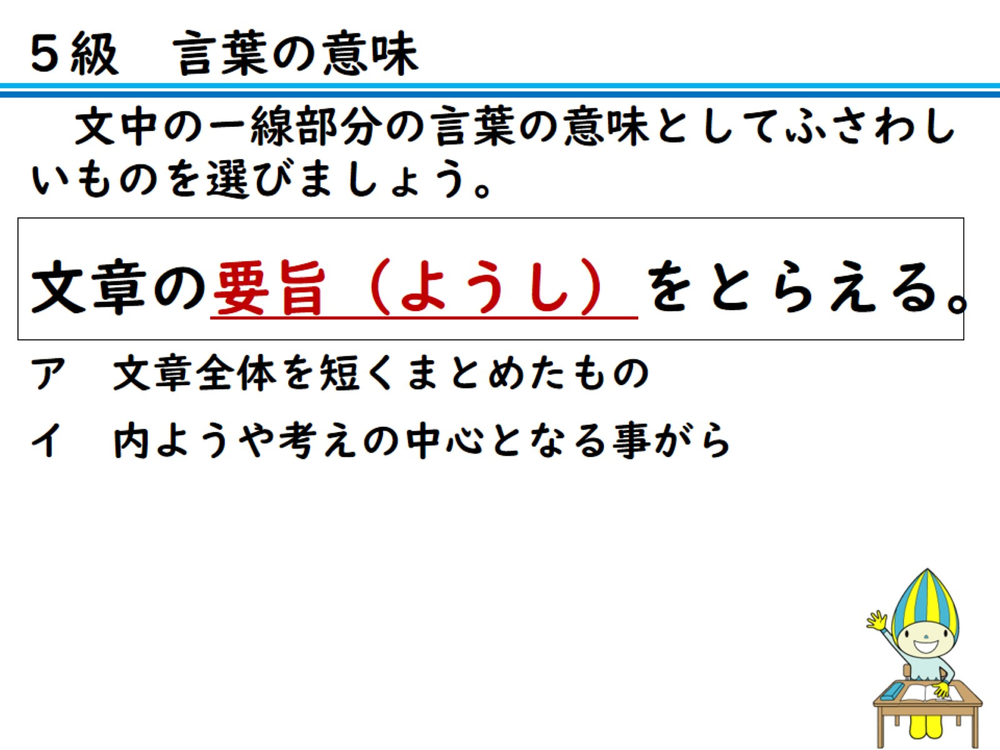 ５級　言葉の意味
　文中の－線部分の言葉の意味としてふさわし
いものを選びましょう。
文章の要旨（ようし）をとらえる。
ア　文章全体を短くまとめたもの
イ　内ようや考えの中心となる事がら